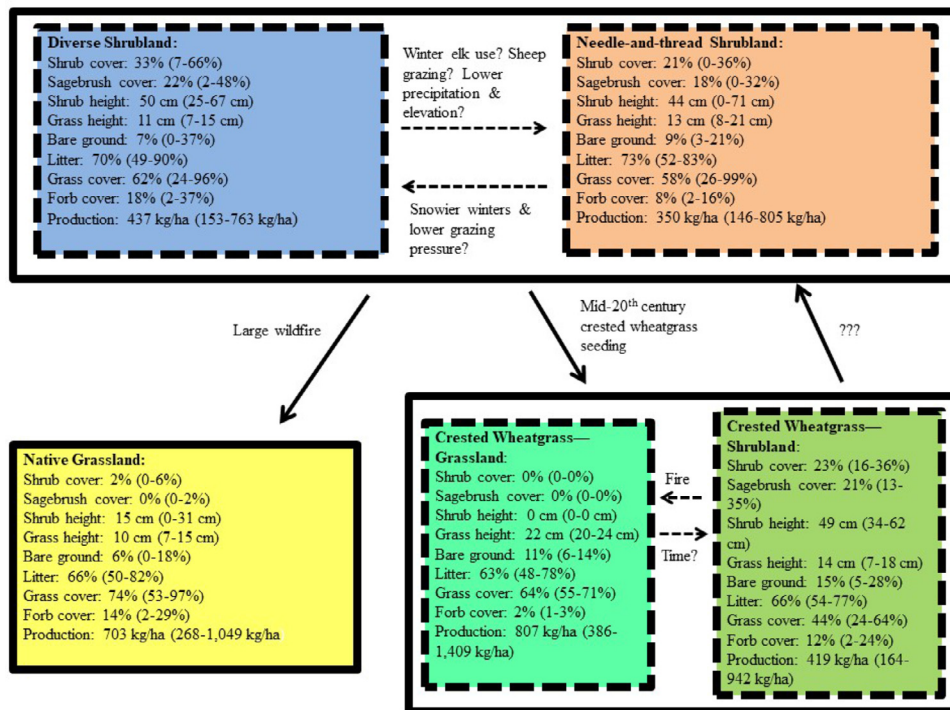 Diverse Shrubland:
Shrub cover: 33% (7-66%)
Sagebrush cover: 22% (2-48%)
Shrub height: 50 cm (25-67 cm)
Grass height: 11 cm (7-15 cm)
Bare ground: 7% (0-37%)
Litter: 70% (49-90%)
Grass cover: 62% (24-96%)
Forb cover: 18% (2-37%)
Production: 437 kg/ha (153-763 kg/ha)
Winter elk use? Sheep
grazing? Lower
precipitation &
elevation?
Snowier winters &
lower grazing
pressure?
Needle-and-thread Shrubland:
Shrub cover: 21% (0-36%)
Sagebrush cover: 18% (0-32%)
Shrub height: 44 cm (0-71 cm)
Grass height: 13 cm (8-21 cm)
Bare ground: 9% (3-21%)
Litter: 73% (52-83%)
Grass cover: 58% (26-99%)
Forb cover: 8% (2-16%)
Production: 350 kg/ha (146-805 kg/ha)
Large wildfire
Mid-20th century
crested wheatgrass
seeding
???
Native Grassland:
Shrub cover: 2% (0-6%)
Sagebrush cover: 0% (0-2%)
Shrub height: 15 cm (0-31 cm)
Grass height: 10 cm (7-15 cm)
Bare ground: 6% (0-18%)
Litter: 66% (50-82%)
Grass cover: 74% (53-97%)
Forb cover: 14% (2-29%)
Production: 703 kg/ha (268-1,049 kg/ha
Crested Wheatgrass—
Grassland:
Shrub cover: 0% (0-0%)
Sagebrush cover: 0% (0-0%)
Shrub height: 0 cm (0-0 cm)
Grass height: 22 cm (20-24 cm)
Bare ground: 11% (6-14%)
Litter: 63% (48-78%)
Grass cover: 64% (55-71%)
Forb cover: 2% (1-3%)
Production: 807 kg/ha (386-
1,409 kg/ha)
Fire
Time?
Crested Wheatgrass—
Shrubland:
Shrub cover: 23% (16-36%)
Sagebrush cover: 21% (13-
35%)
Shrub height: 49 cm (34-62
cm)
Grass height: 14 cm (7-18 cm)
Bare ground: 15% (5-28%)
Litter: 66% (54-77%)
Grass cover: 44% (24-64%)
Forb cover: 12% (2-24%)
Production: 419 kg/ha (164-
942 kg/ha)